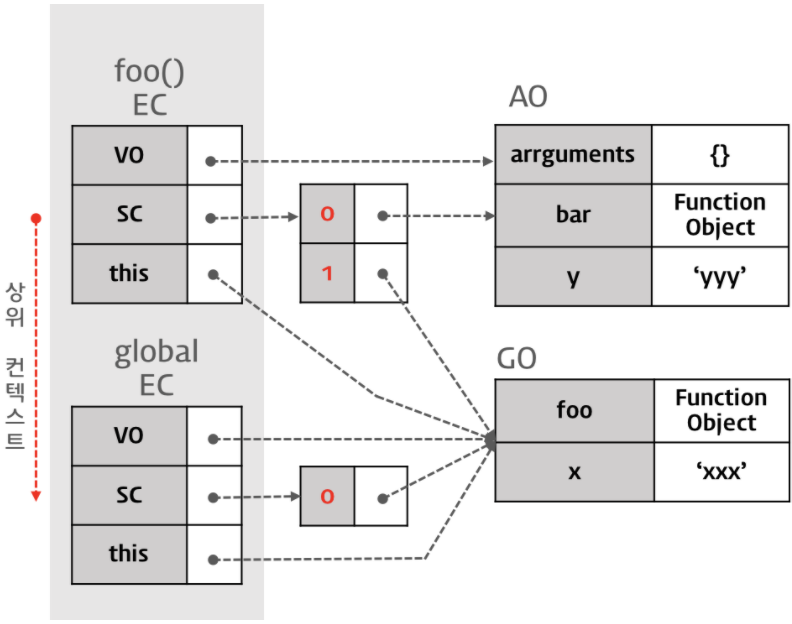 foo()
EC
VO
SC
this
0
1
AO
arrguments
{}
bar
Function
Object
y
‘yyy’
상위 컨텍스트
global
EC
VO
SC
this
0
GO
foo
Function
Object
x
‘xxx’